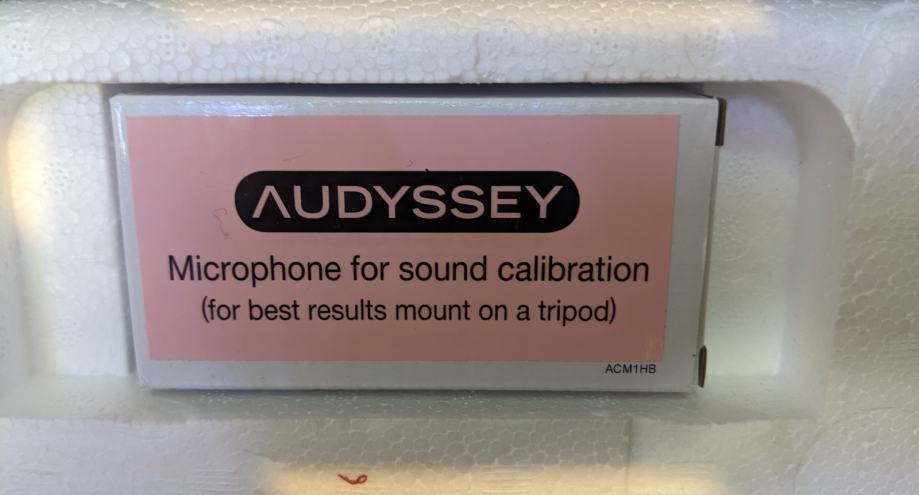 AUDYSSEY
Microphone for sound calibration
(for best results mount on a tripod)
ACM1HB